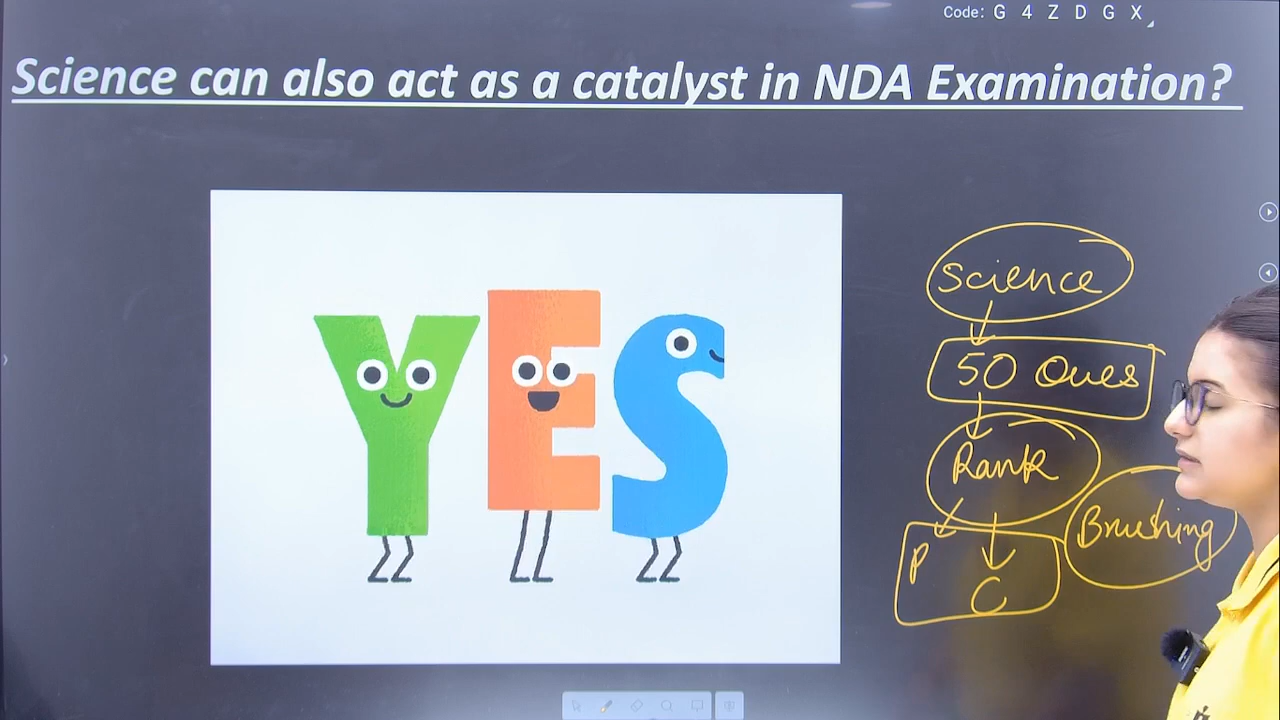 Code: G 4 Z D G X
Science can also act as a catalyst in NDA Examination?
YES
Science
50 Ques
Rank
Brushing
P
C